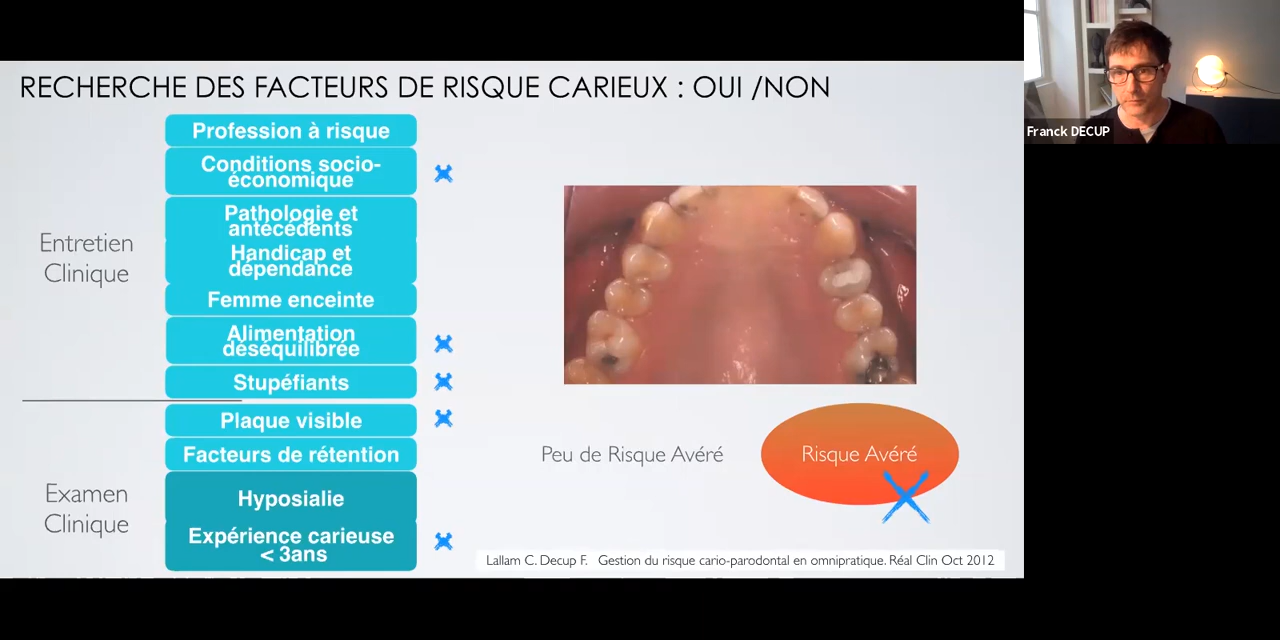 RECHERCHE DES FACTEURS DE RISQUE CARIEUX : OUI /NON
Entretien
Clinique
Profession à risque
Conditions socio-
économique
Pathologie et
antécédents
Handicap et
dépendance
Femme enceinte
Alimentation
déséquilibrée
Stupéfiants
Examen
Clinique
Plaque visible
Facteurs de rétention
Hyposialie
Expérience carieuse
< 3ans
Peu de Risque Avéré
Risque Avéré
Lallam C. Decup F. Gestion du risque cario-parodontal en omnipratique. Réal Clin Oct 2012
Franck DECUP